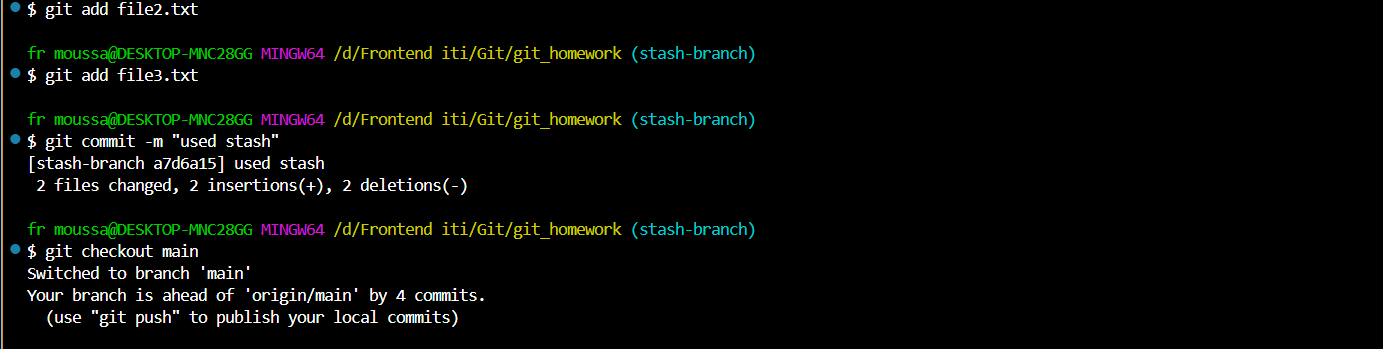 $ git add file2.txt
fr moussa@DESKTOP-MNC28GG MINGW64 /d/Frontend iti/Git/git_homework (stash-branch)
$ git add file3.txt
fr moussa@DESKTOP-MNC28GG MINGW64 /d/Frontend iti/Git/git_homework (stash-branch)
$ git commit -m "used stash"
[stash-branch a7d6a15] used stash
 2 files changed, 2 insertions(+), 2 deletions(-)
fr moussa@DESKTOP-MNC28GG MINGW64 /d/Frontend iti/Git/git_homework (stash-branch)
$ git checkout main
Switched to branch 'main'
Your branch is ahead of 'origin/main' by 4 commits.
  (use "git push" to publish your local commits)